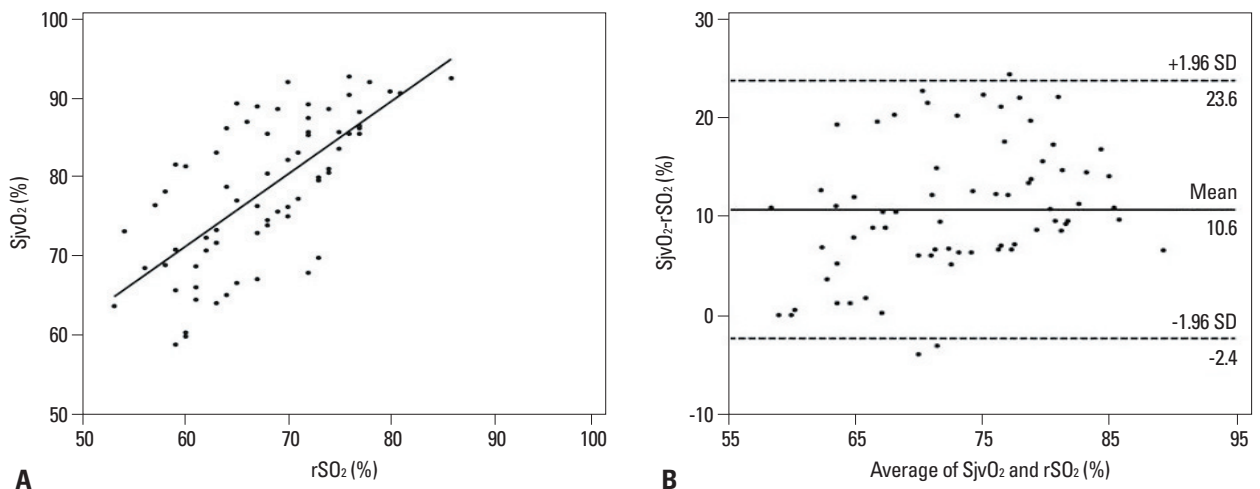 100
90
80
70
60
50
SjvO₂ (%)
50 60 70 80 90 100
rSO₂ (%)
A
30
20
10
0
-10
SjvO₂-rSO₂ (%)
+1.96 SD
23.6
Mean
10.6
-1.96 SD
-2.4
55 65 75 85 95
Average of SjvO₂ and rSO₂ (%)
B